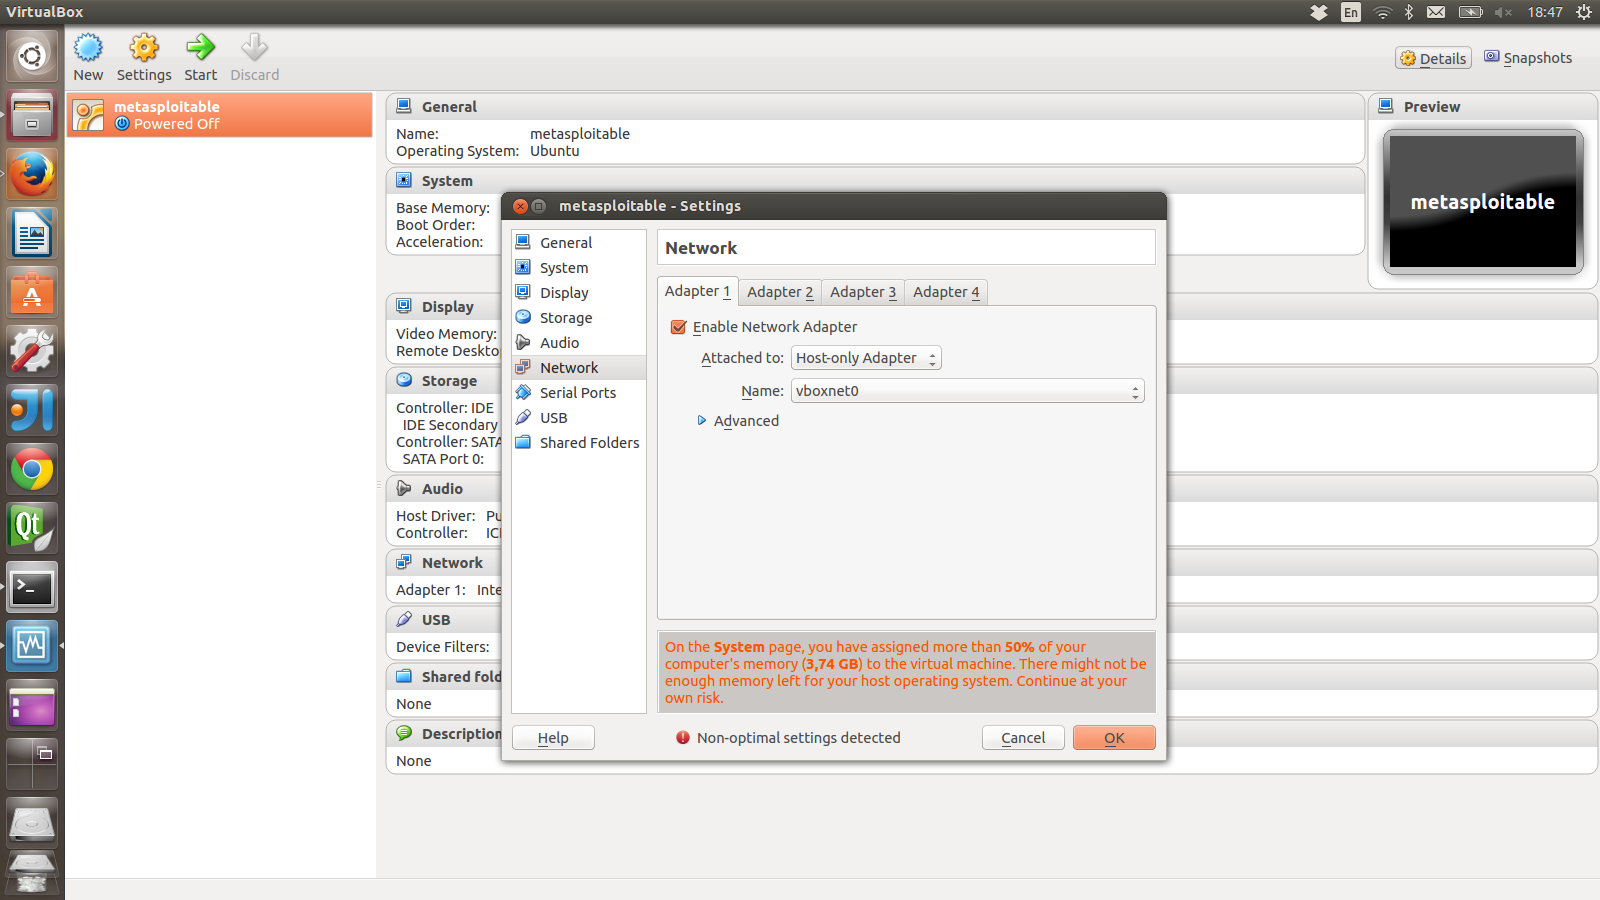 VirtualBox
En
18:47
New
Settings
Start
Discard
Details
Snapshots
metasploitable
Powered Off
General
Name: metasploitable
Operating System: Ubuntu
Preview
metasploitable
System
Base Memory:
Boot Order:
Acceleration:
Display
Video Memory:
Remote Deskto
Storage
Controller: IDE
IDE Secondary
Controller: SATA
SATA Port 0:
Audio
Host Driver: Pu
Controller: ICH
Network
Adapter 1: Inte
USB
Device Filters:
Shared fold
None
Description
None
metasploitable - Settings
General
System
Display
Storage
Audio
Network
Serial Ports
USB
Shared Folders
Network
Adapter 1
Adapter 2
Adapter 3
Adapter 4
Enable Network Adapter
Attached to: Host-only Adapter
Name: vboxnet0
Advanced
On the System page, you have assigned more than 50% of your
computer's memory (3,74 GB) to the virtual machine. There might not be
enough memory left for your host operating system. Continue at your
own risk.
Help
Non-optimal settings detected
Cancel
OK